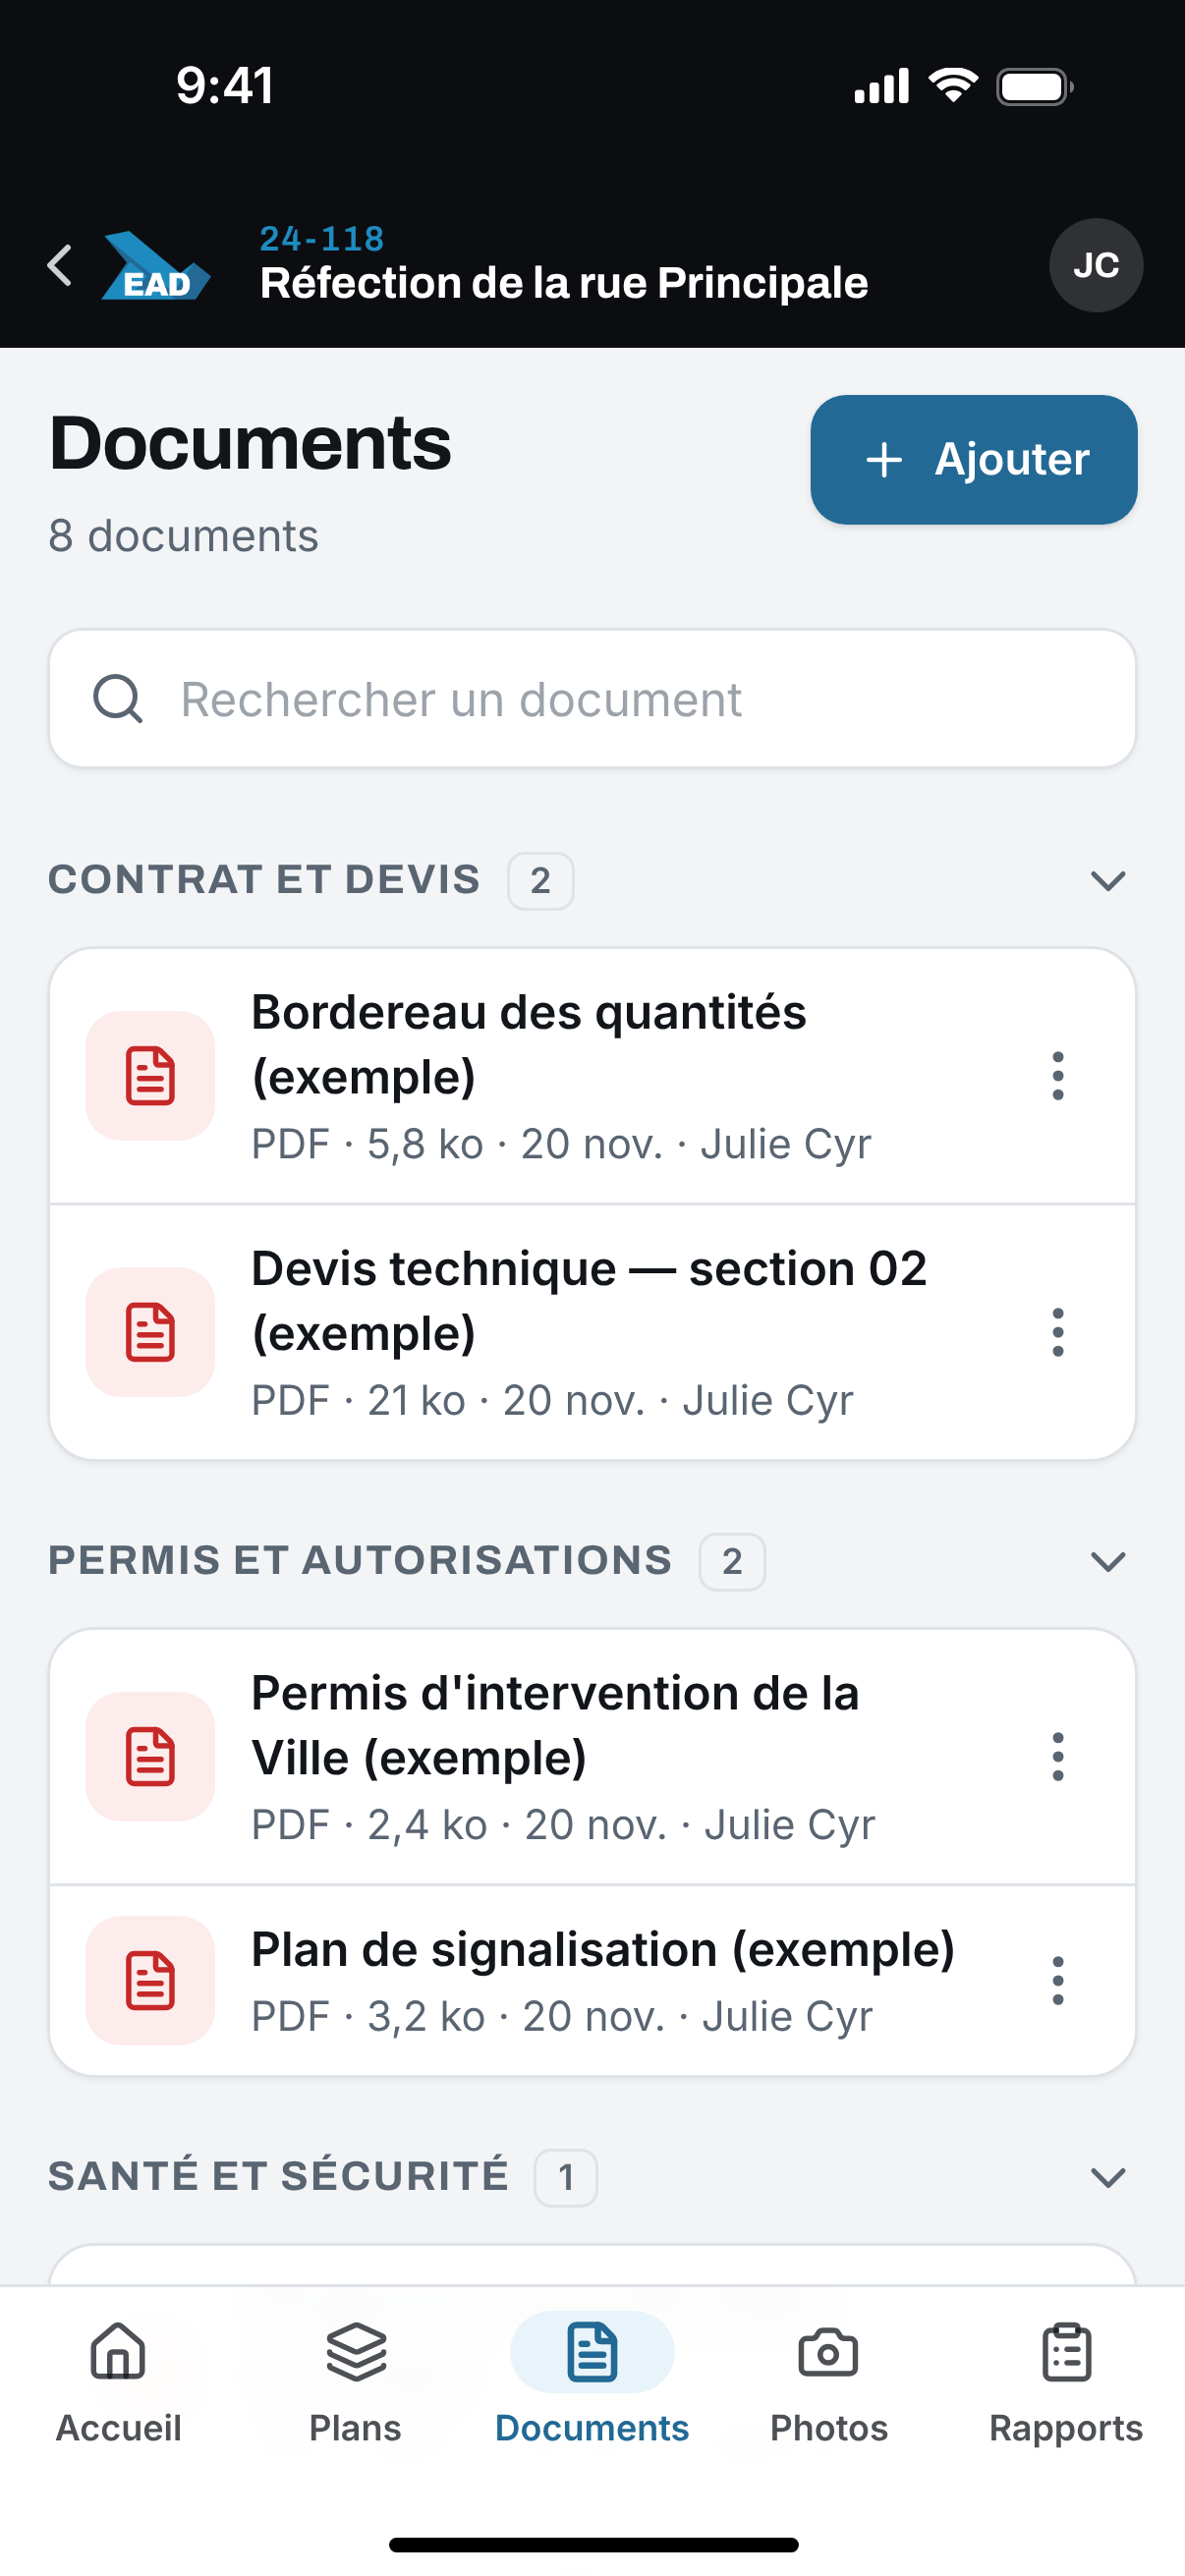 9:41
EAD
24-118
Réfection de la rue Principale
JC
Documents
8 documents
+ Ajouter
Rechercher un document
CONTRAT ET DEVIS 2
Bordereau des quantités
(exemple)
PDF · 5,8 ko · 20 nov. · Julie Cyr
Devis technique — section 02
(exemple)
PDF · 21 ko · 20 nov. · Julie Cyr
PERMIS ET AUTORISATIONS 2
Permis d'intervention de la
Ville (exemple)
PDF · 2,4 ko · 20 nov. · Julie Cyr
Plan de signalisation (exemple)
PDF · 3,2 ko · 20 nov. · Julie Cyr
SANTÉ ET SÉCURITÉ 1
Accueil
Plans
Documents
Photos
Rapports